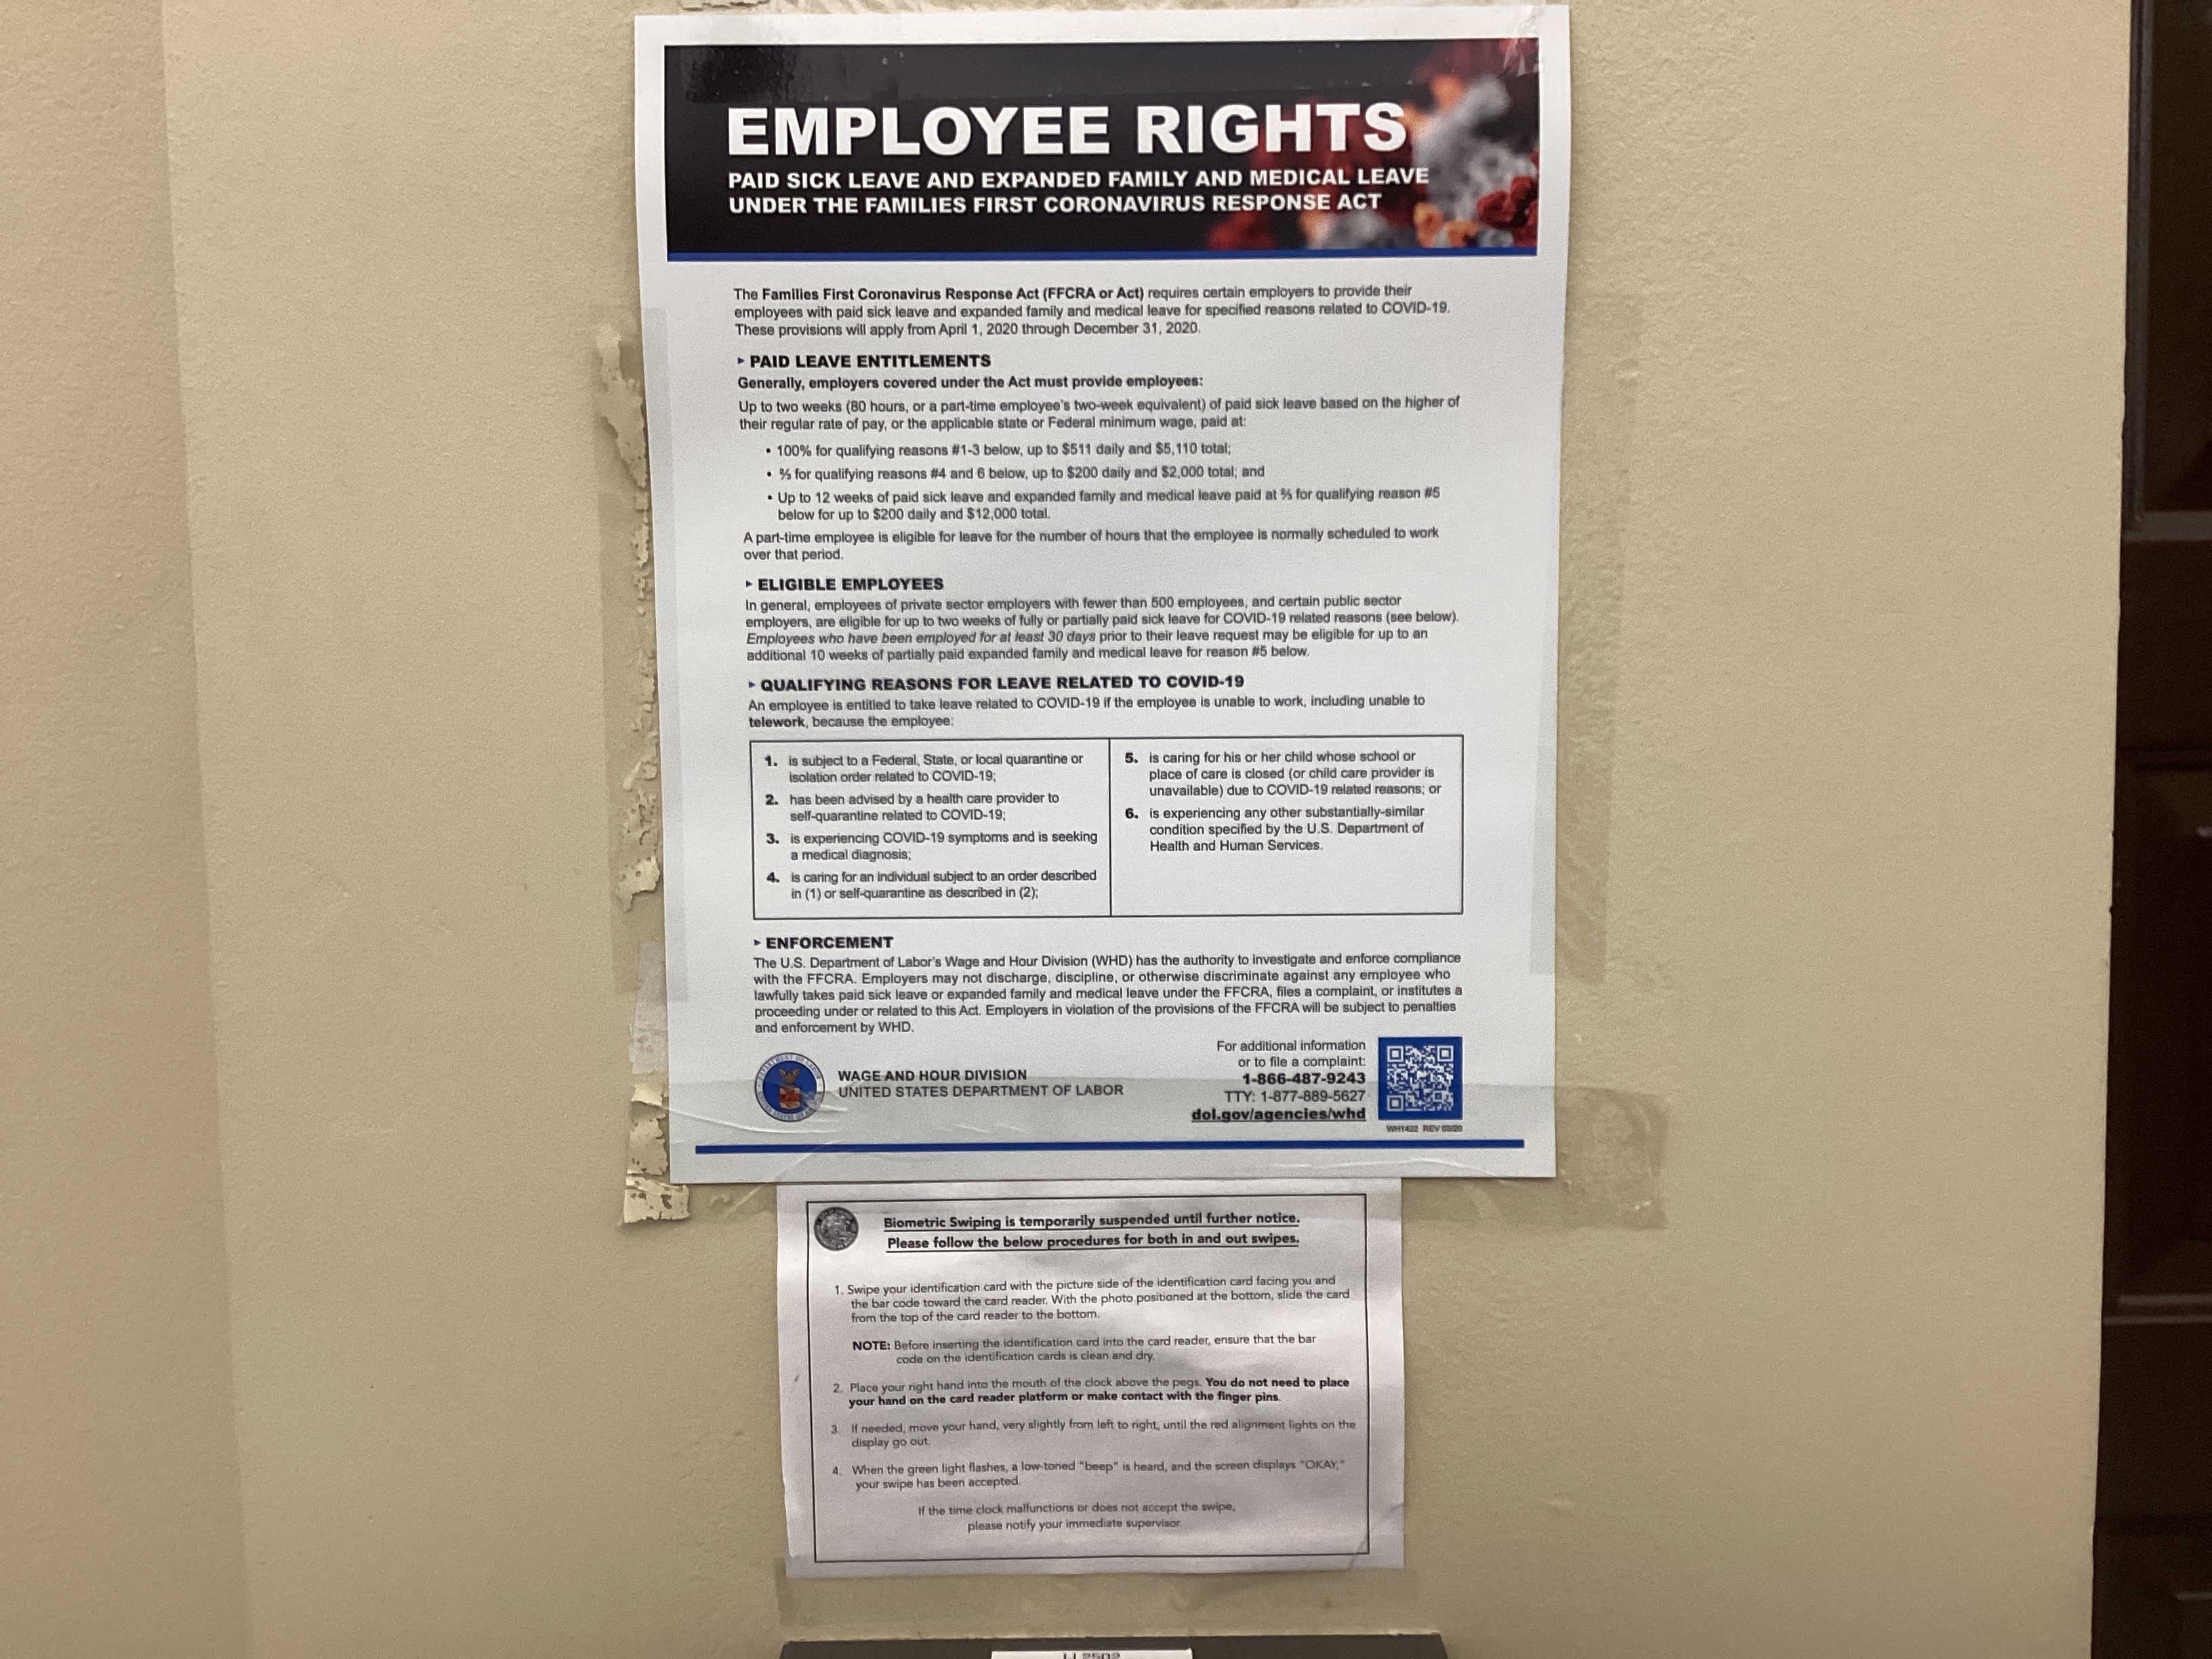 EMPLOYEE RIGHTS
PAID SICK LEAVE AND EXPANDED FAMILY AND MEDICAL LEAVE
UNDER THE FAMILIES FIRST CORONAVIRUS RESPONSE ACT
The Families First Coronavirus Response Act (FFCRA or Act) requires certain employers to provide their
employees with paid sick leave and expanded family and medical leave for specified reasons related to COVID-19.
These provisions will apply from April 1, 2020 through December 31, 2020.
▸ PAID LEAVE ENTITLEMENTS
Generally, employers covered under the Act must provide employees:
Up to two weeks (80 hours, or a part-time employee's two-week equivalent) of paid sick leave based on the higher of
their regular rate of pay, or the applicable state or Federal minimum wage, paid at:
• 100% for qualifying reasons #1-3 below, up to $511 daily and $5,110 total;
• ⅔ for qualifying reasons #4 and 6 below, up to $200 daily and $2,000 total; and
• Up to 12 weeks of paid sick leave and expanded family and medical leave paid at ⅔ for qualifying reason #5
below for up to $200 daily and $12,000 total.
A part-time employee is eligible for leave for the number of hours that the employee is normally scheduled to work
over that period.
▸ ELIGIBLE EMPLOYEES
In general, employees of private sector employers with fewer than 500 employees, and certain public sector
employers, are eligible for up to two weeks of fully or partially paid sick leave for COVID-19 related reasons (see below).
Employees who have been employed for at least 30 days prior to their leave request may be eligible for up to an
additional 10 weeks of partially paid expanded family and medical leave for reason #5 below.
▸ QUALIFYING REASONS FOR LEAVE RELATED TO COVID-19
An employee is entitled to take leave related to COVID-19 if the employee is unable to work, including unable to
telework, because the employee:
1. is subject to a Federal, State, or local quarantine or
isolation order related to COVID-19;
2. has been advised by a health care provider to
self-quarantine related to COVID-19;
3. is experiencing COVID-19 symptoms and is seeking
a medical diagnosis;
4. is caring for an individual subject to an order described
in (1) or self-quarantine as described in (2);
5. is caring for his or her child whose school or
place of care is closed (or child care provider is
unavailable) due to COVID-19 related reasons; or
6. is experiencing any other substantially-similar
condition specified by the U.S. Department of
Health and Human Services.
▸ ENFORCEMENT
The U.S. Department of Labor's Wage and Hour Division (WHD) has the authority to investigate and enforce compliance
with the FFCRA. Employers may not discharge, discipline, or otherwise discriminate against any employee who
lawfully takes paid sick leave or expanded family and medical leave under the FFCRA, files a complaint, or institutes a
proceeding under or related to this Act. Employers in violation of the provisions of the FFCRA will be subject to penalties
and enforcement by WHD.
WAGE AND HOUR DIVISION
UNITED STATES DEPARTMENT OF LABOR
For additional information
or to file a complaint:
1-866-487-9243
TTY: 1-877-889-5627
dol.gov/agencies/whd
WH1422 REV 03/20
Biometric Swiping is temporarily suspended until further notice.
Please follow the below procedures for both in and out swipes.
1. Swipe your identification card with the picture side of the identification card facing you and
the bar code toward the card reader. With the photo positioned at the bottom, slide the card
from the top of the card reader to the bottom.
NOTE: Before inserting the identification card into the card reader, ensure that the bar
code on the identification cards is clean and dry.
2. Place your right hand into the mouth of the clock above the pegs. You do not need to place
your hand on the card reader platform or make contact with the finger pins.
3. If needed, move your hand, very slightly from left to right, until the red alignment lights on the
display go out.
4. When the green light flashes, a low-toned "beep" is heard, and the screen displays "OKAY,"
your swipe has been accepted.
If the time clock malfunctions or does not accept the swipe,
please notify your immediate supervisor.